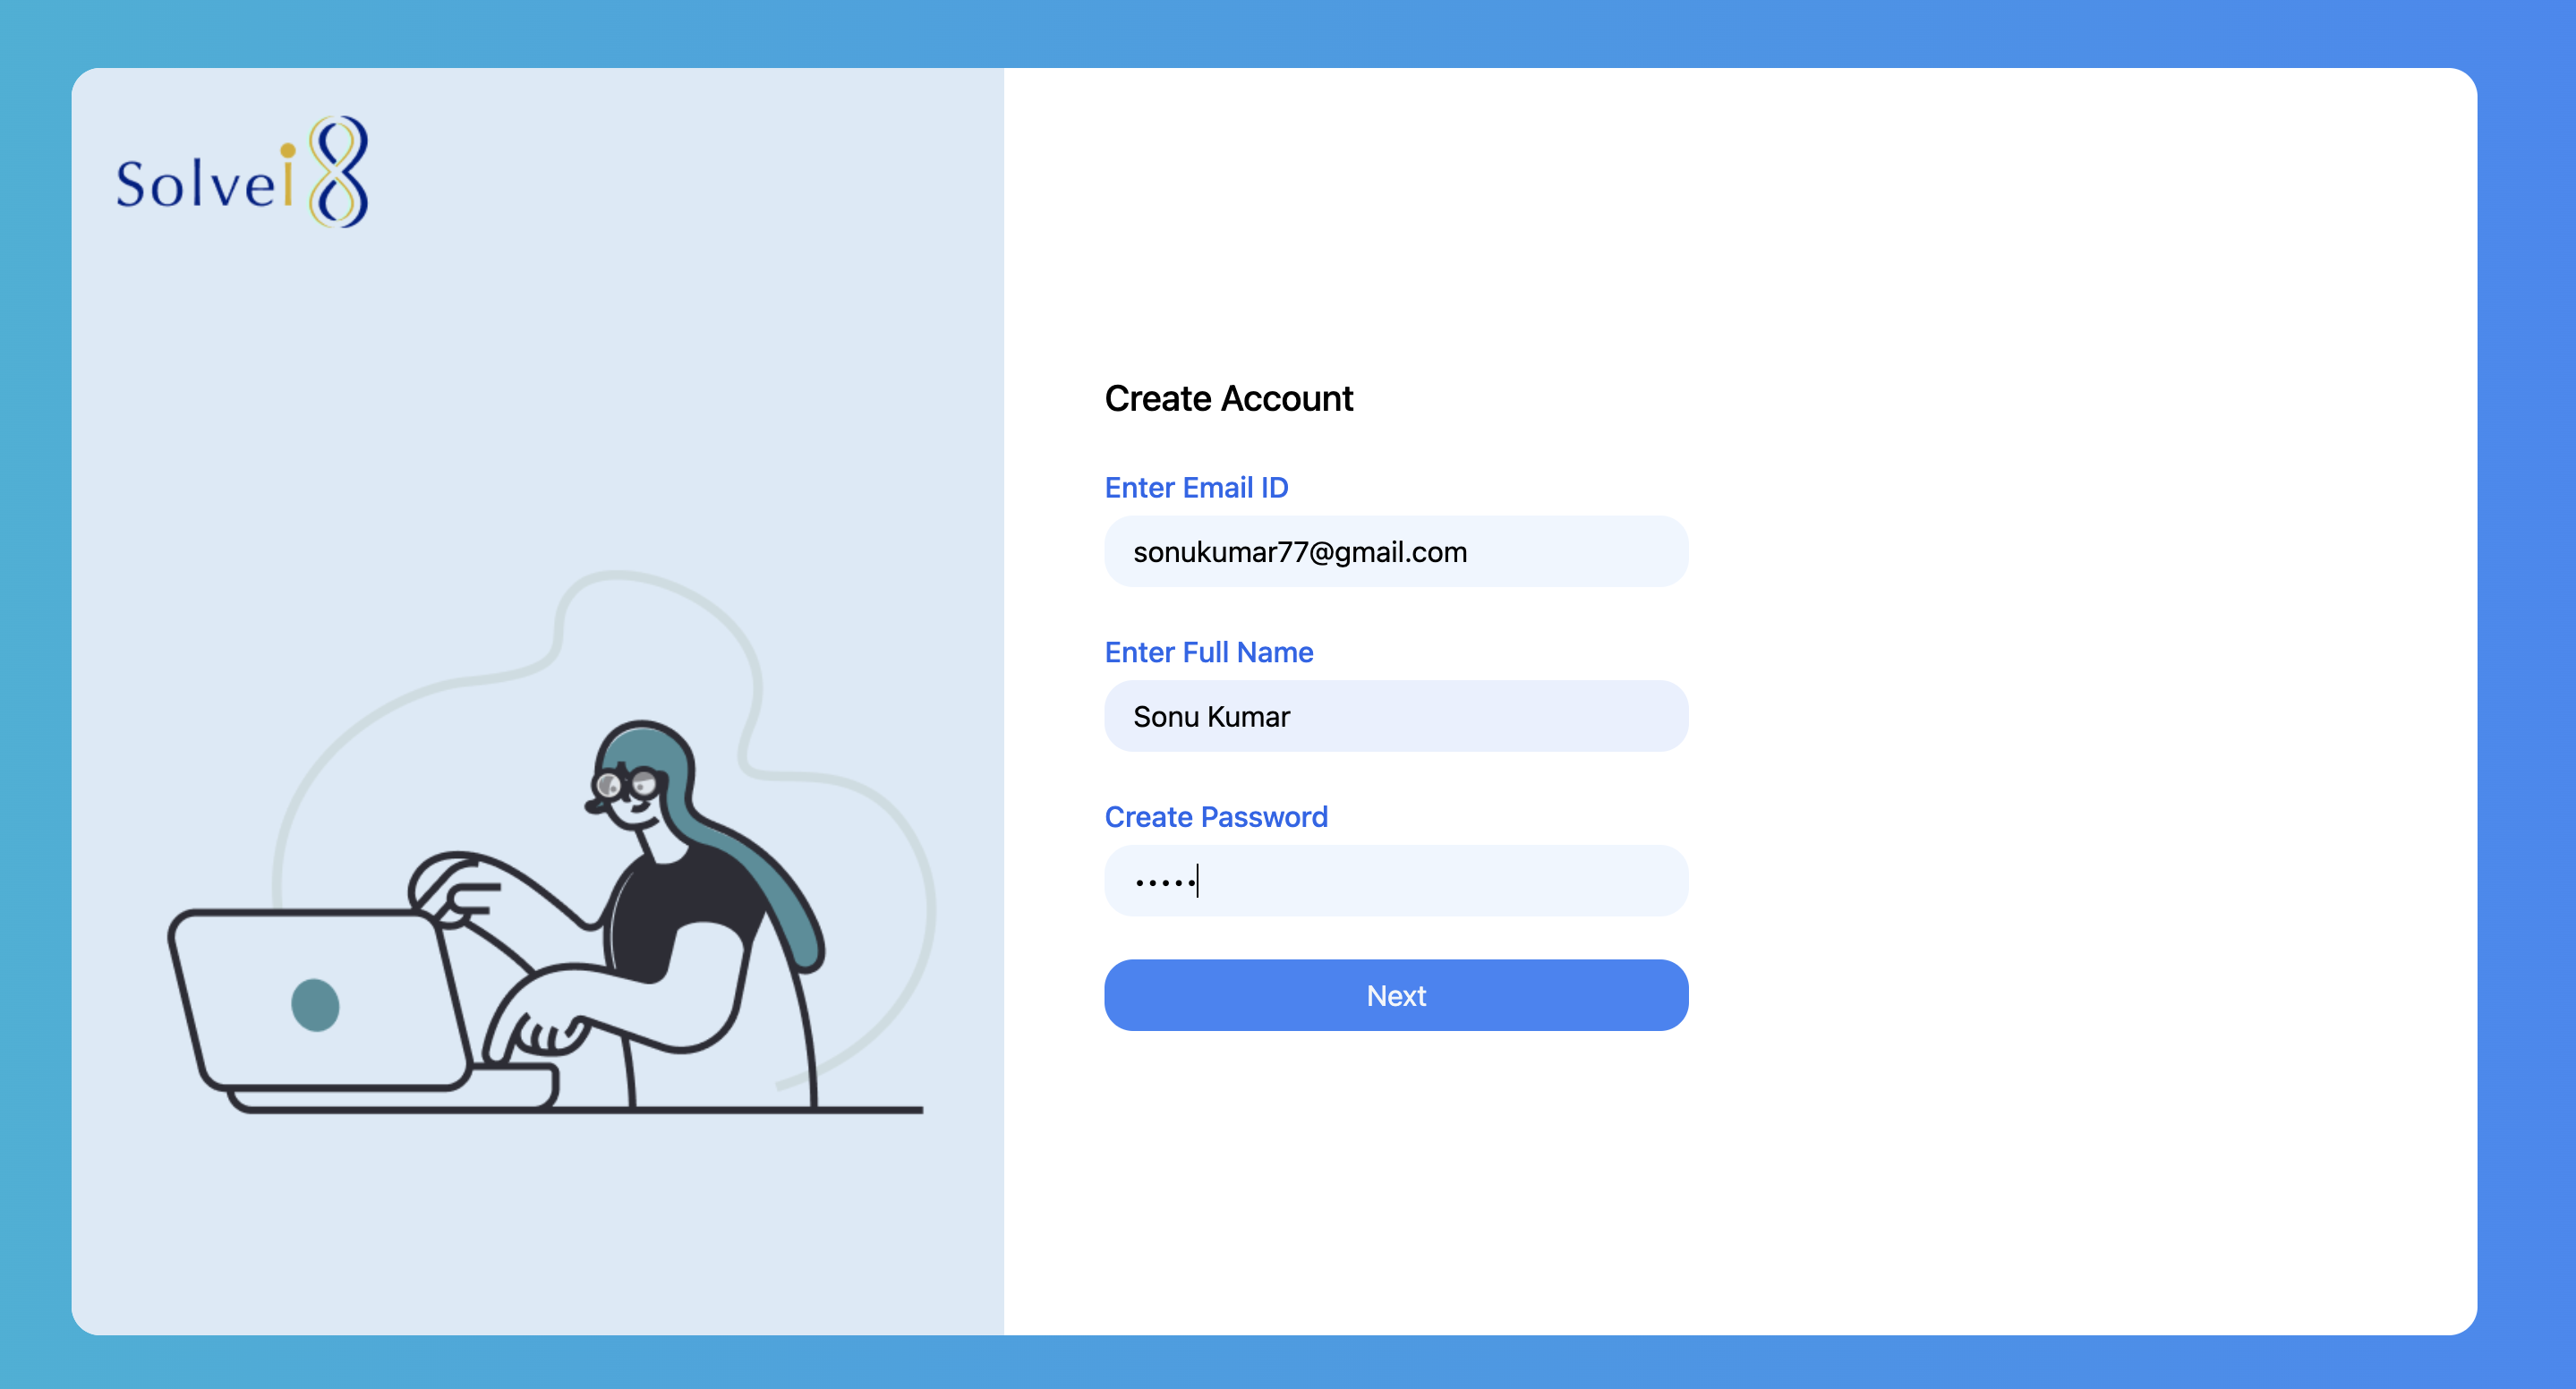 Solvei8
Create Account
Enter Email ID
sonukumar77@gmail.com
Enter Full Name
Sonu Kumar
Create Password
•••••
Next